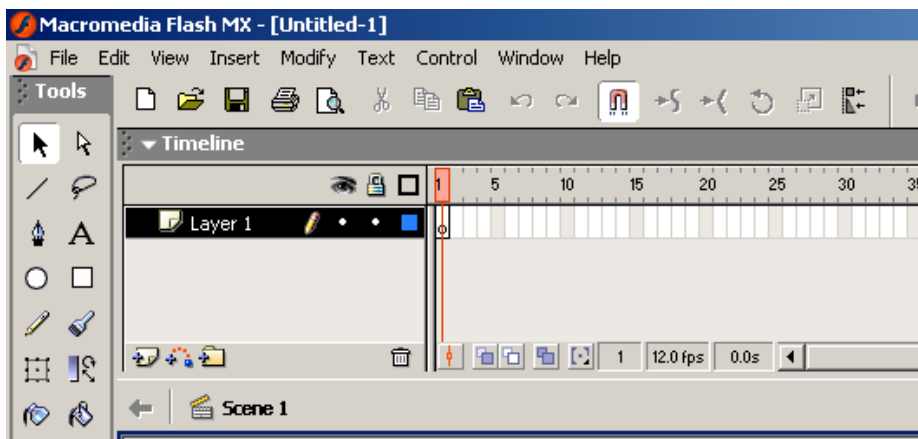 Macromedia Flash MX - [Untitled-1]
File Edit View Insert Modify Text Control Window Help
Tools
Timeline
1 5 10 15 20 25 30
Layer 1
1 12.0 fps 0.0s
Scene 1